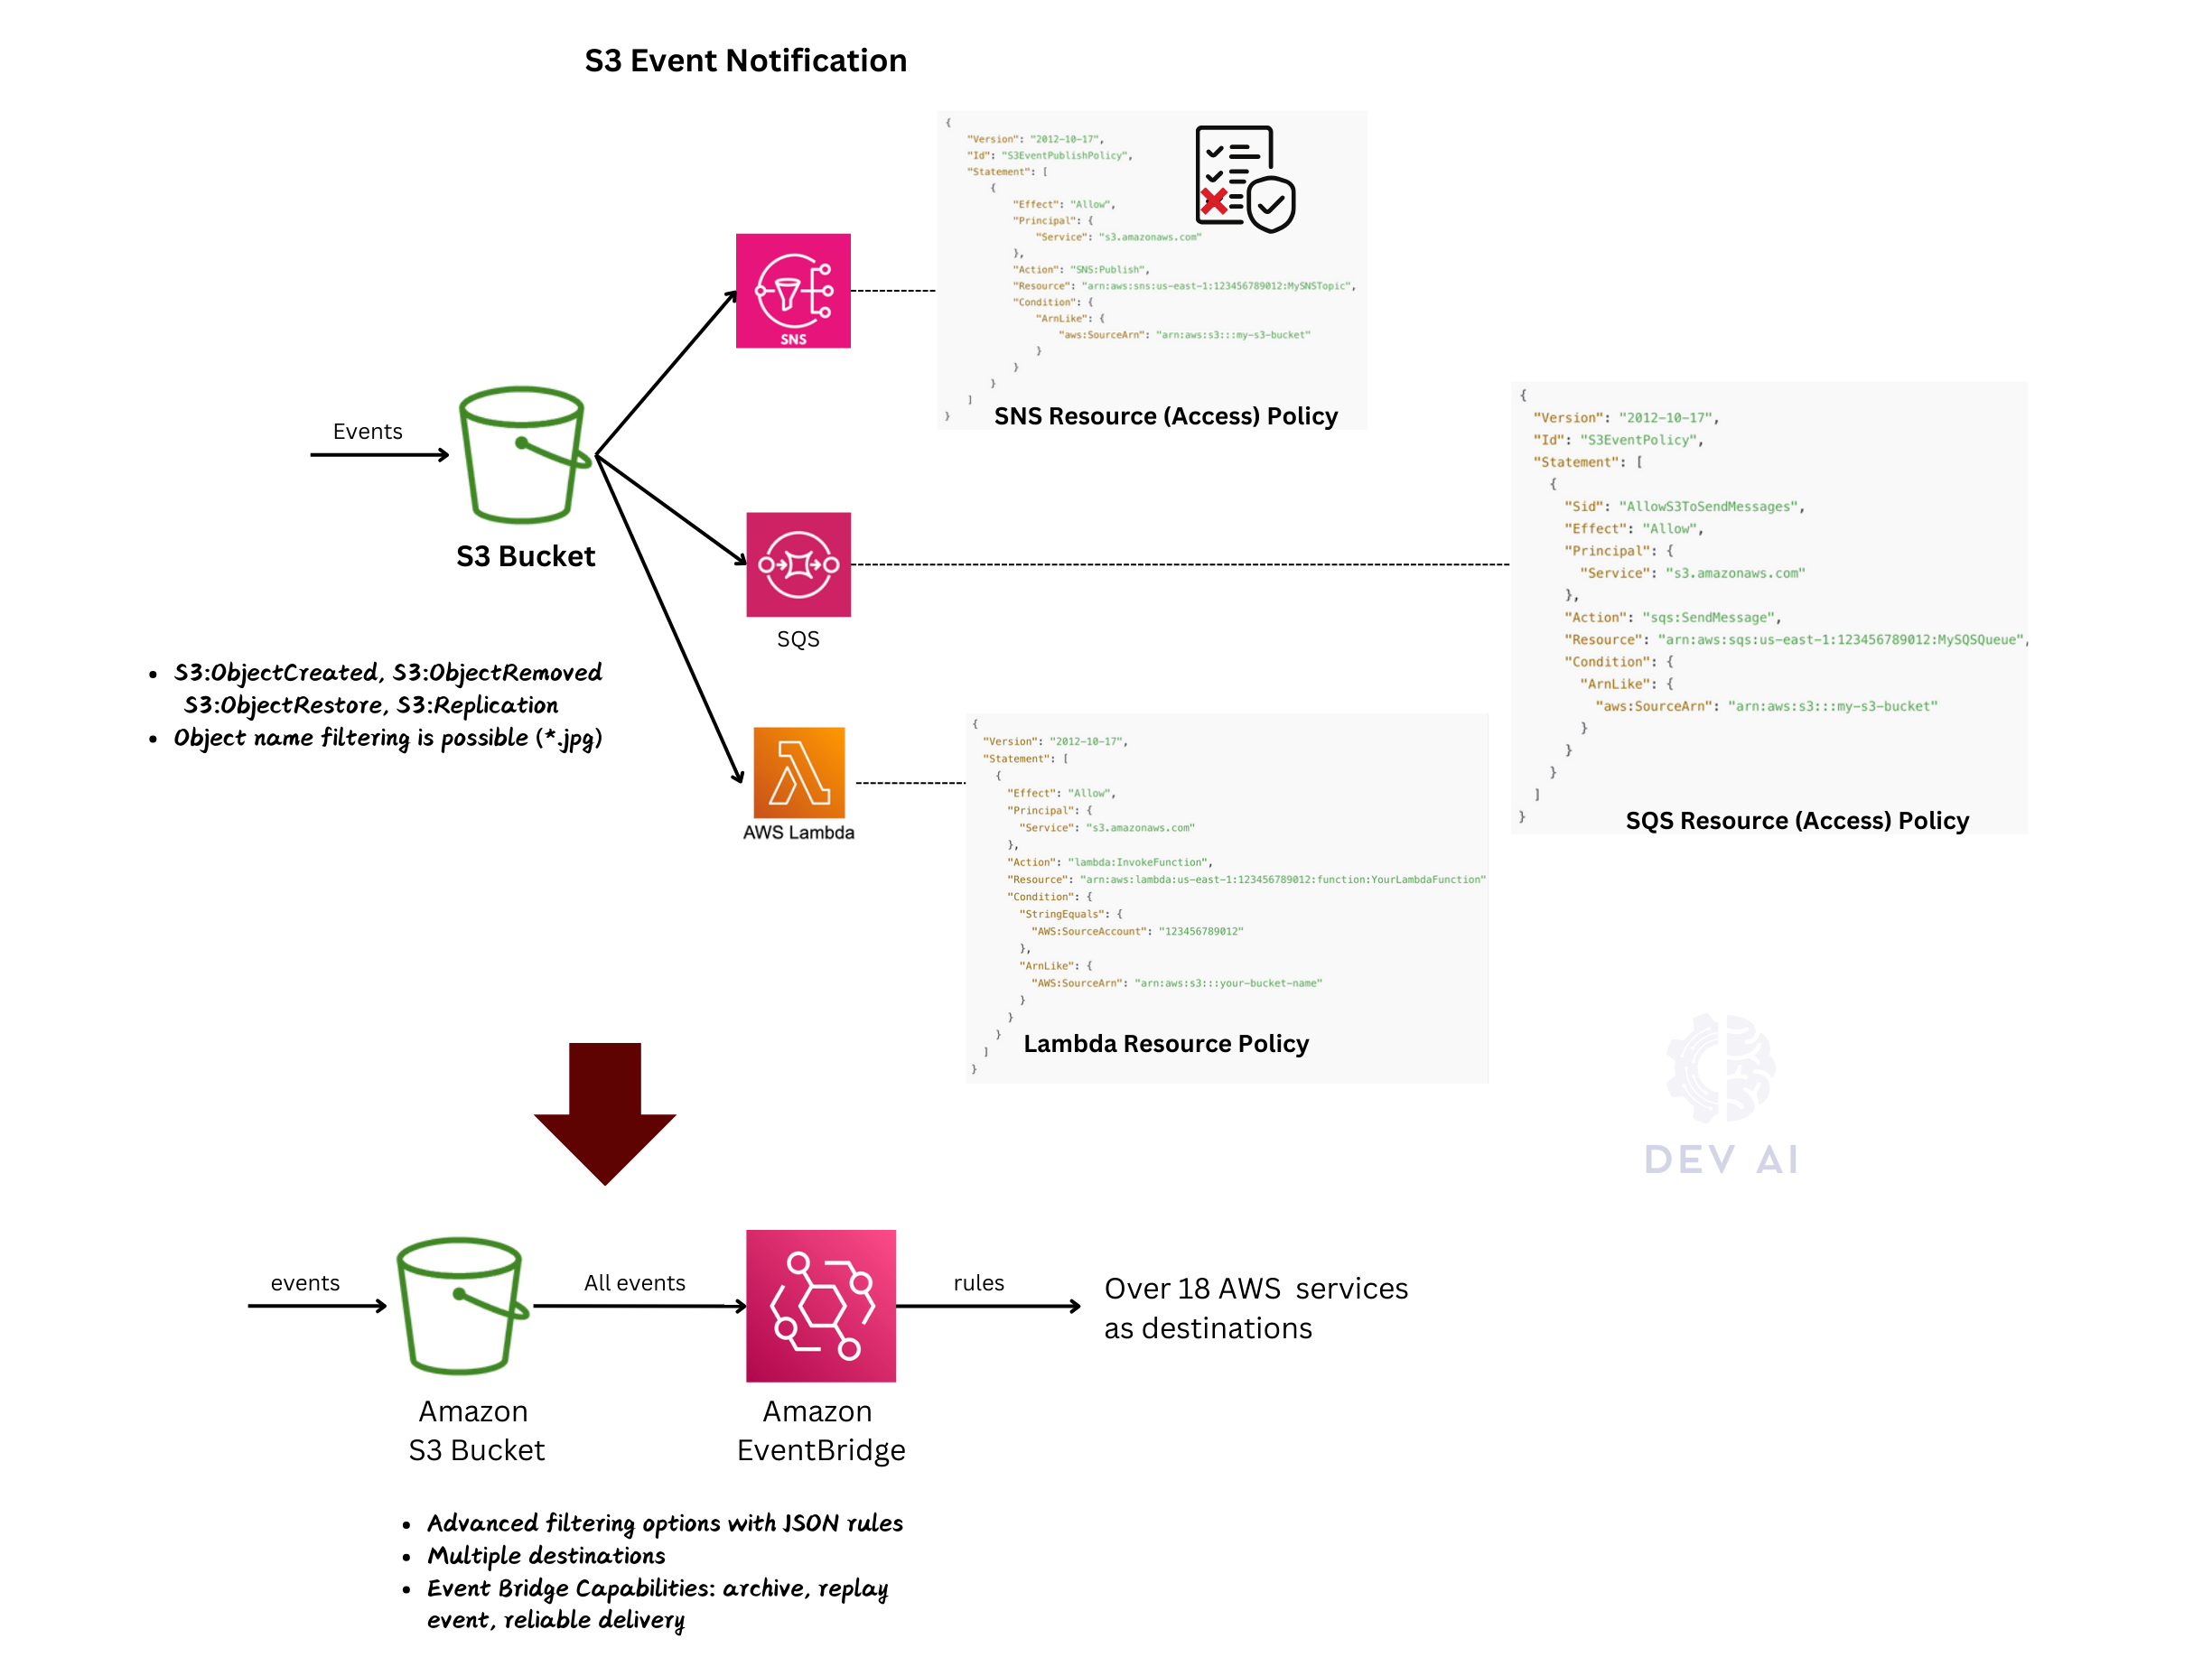 S3 Event Notification
{
"Version": "2012-10-17",
"Id": "S3EventPublishPolicy",
"Statement": [
{
"Effect": "Allow",
"Principal": {
"Service": "s3.amazonaws.com"
},
"Action": "SNS:Publish",
"Resource": "arn:aws:sns:us-east-1:123456789012:MySNSTopic",
"Condition": {
"ArnLike": {
"aws:SourceArn": "arn:aws:s3:::my-s3-bucket"
}
}
}
]
}
SNS Resource (Access) Policy
SNS
Events
S3 Bucket
SQS
{
"Version": "2012-10-17",
"Id": "S3EventPolicy",
"Statement": [
{
"Sid": "AllowS3ToSendMessages",
"Effect": "Allow",
"Principal": {
"Service": "s3.amazonaws.com"
},
"Action": "sqs:SendMessage",
"Resource": "arn:aws:sqs:us-east-1:123456789012:MySQSQueue",
"Condition": {
"ArnLike": {
"aws:SourceArn": "arn:aws:s3:::my-s3-bucket"
}
}
}
]
}
SQS Resource (Access) Policy
• S3:ObjectCreated, S3:ObjectRemoved
S3:ObjectRestore, S3:Replication
• Object name filtering is possible (*.jpg)
AWS Lambda
{
"Version": "2012-10-17",
"Statement": [
{
"Effect": "Allow",
"Principal": {
"Service": "s3.amazonaws.com"
},
"Action": "lambda:InvokeFunction",
"Resource": "arn:aws:lambda:us-east-1:123456789012:function:YourLambdaFunction"
"Condition": {
"StringEquals": {
"AWS:SourceAccount": "123456789012"
},
"ArnLike": {
"AWS:SourceArn": "arn:aws:s3:::your-bucket-name"
}
}
}
]
}
Lambda Resource Policy
DEV AI
events
All events
rules
Over 18 AWS services
as destinations
Amazon
S3 Bucket
Amazon
EventBridge
• Advanced filtering options with JSON rules
• Multiple destinations
• Event Bridge Capabilities: archive, replay
event, reliable delivery